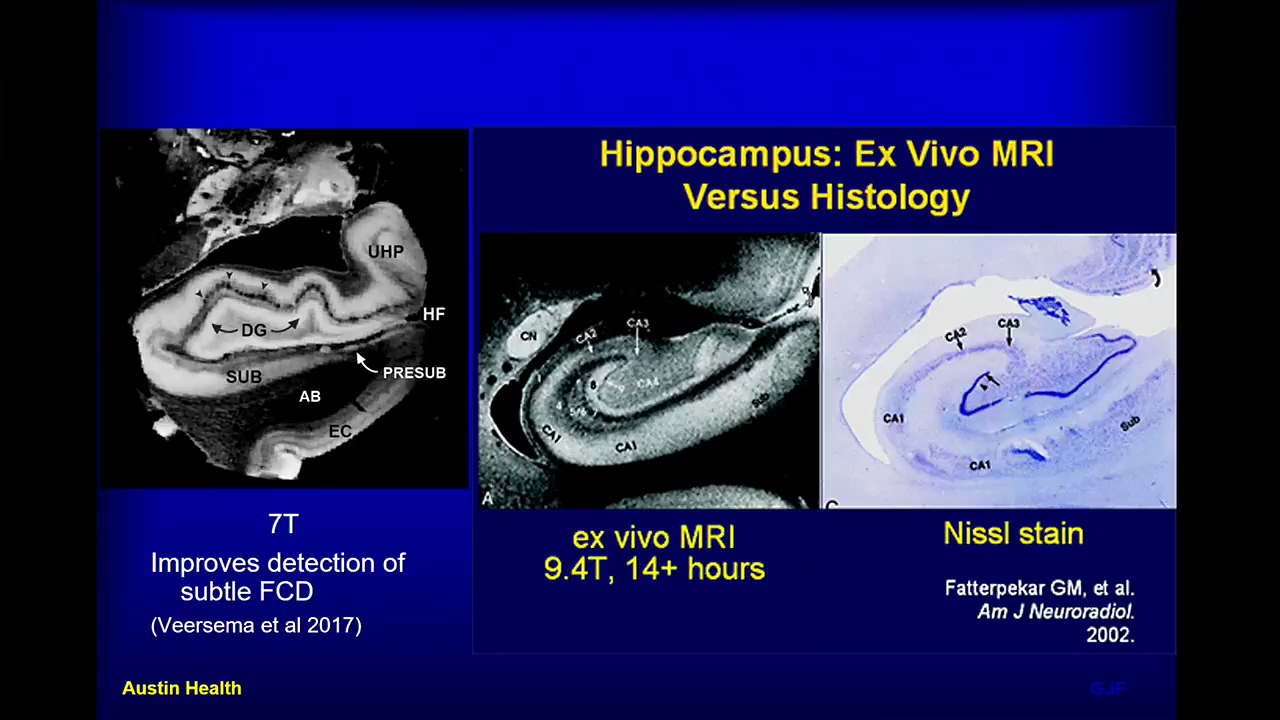 UHP
HF
DG
PRESUB
SUB
AB
EC
7T
Improves detection of
subtle FCD
(Veersema et al 2017)
Hippocampus: Ex Vivo MRI
Versus Histology
CN
CA2
CA3
CA4
CA1
CA1
Sub
A
CA2
CA3
CA1
CA1
Sub
C
ex vivo MRI
9.4T, 14+ hours
Nissl stain
Fatterpekar GM, et al.
Am J Neuroradiol.
2002.
Austin Health
GJF